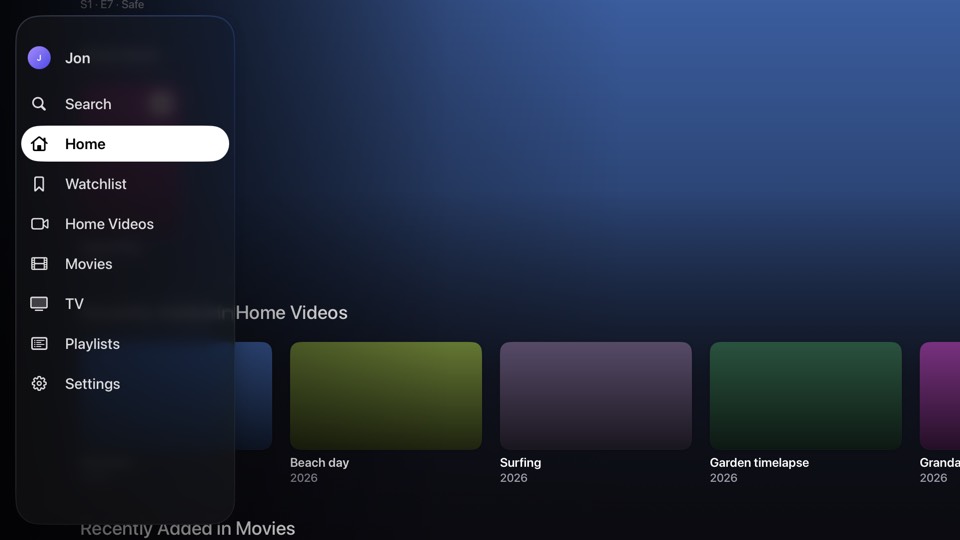 S1 · E7 · Safe
J
Jon
Search
Home
Watchlist
Home Videos
Movies
TV
Playlists
Settings
Home Videos
Beach day
2026
Surfing
2026
Garden timelapse
2026
Granda
2026
Recently Added in Movies